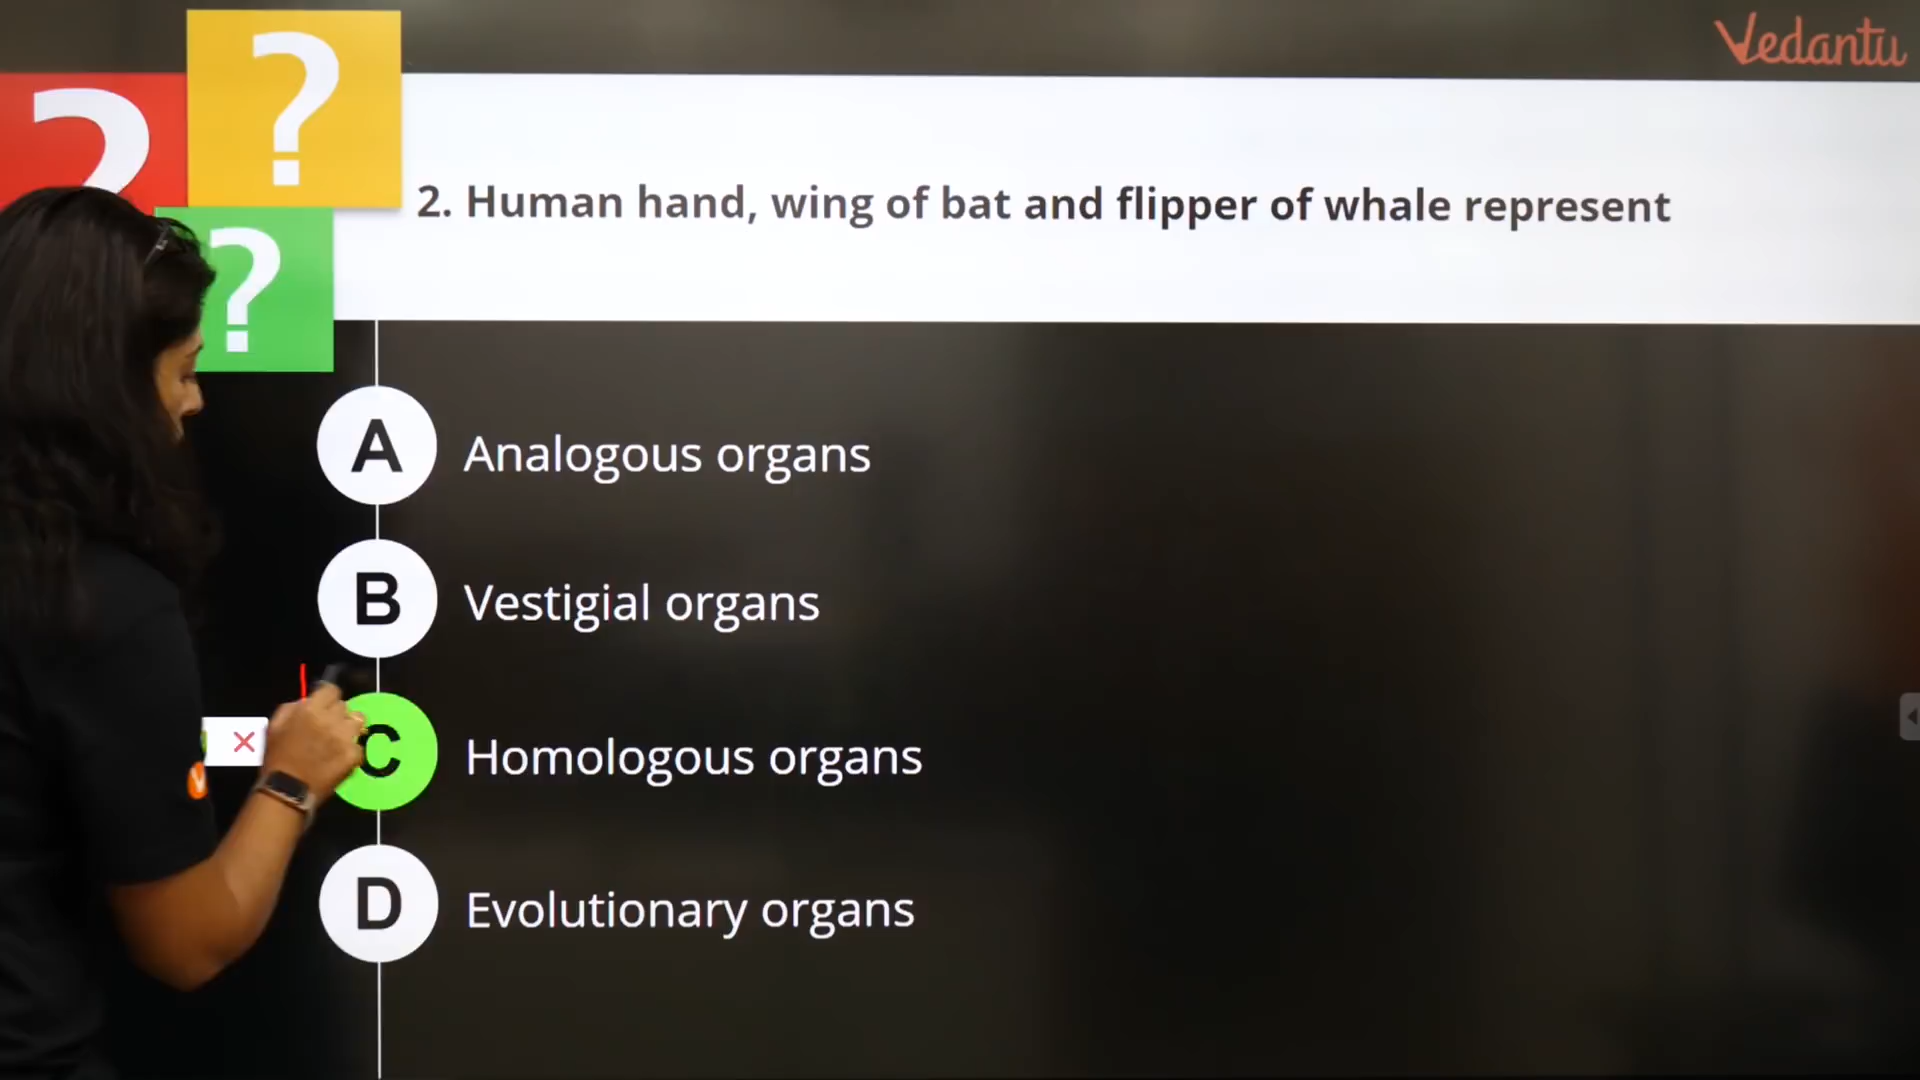 Vedantu
?
?
?
2. Human hand, wing of bat and flipper of whale represent
A Analogous organs
B Vestigial organs
C Homologous organs
D Evolutionary organs